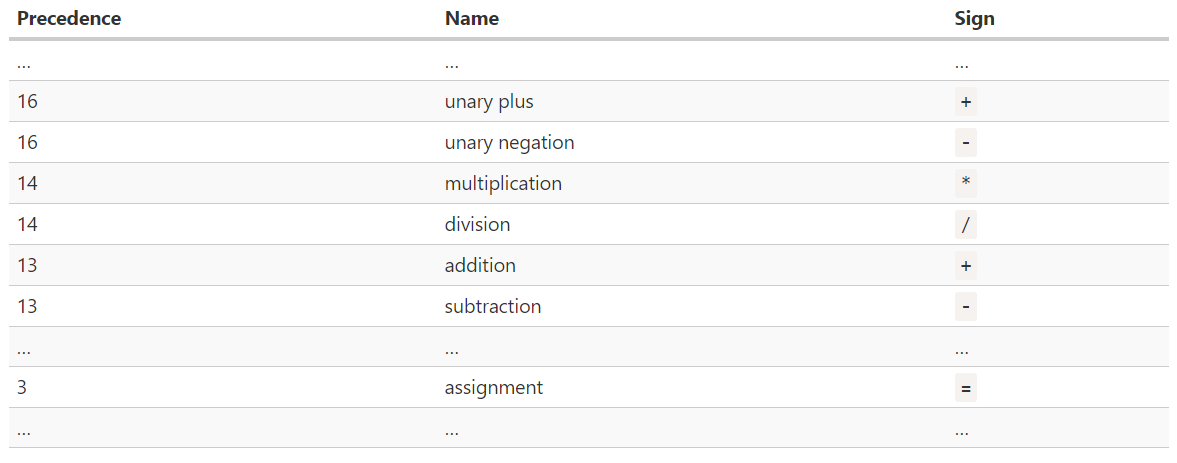 Precedence Name Sign
... ... ...
16 unary plus +
16 unary negation -
14 multiplication *
14 division /
13 addition +
13 subtraction -
... ... ...
3 assignment =
... ... ...